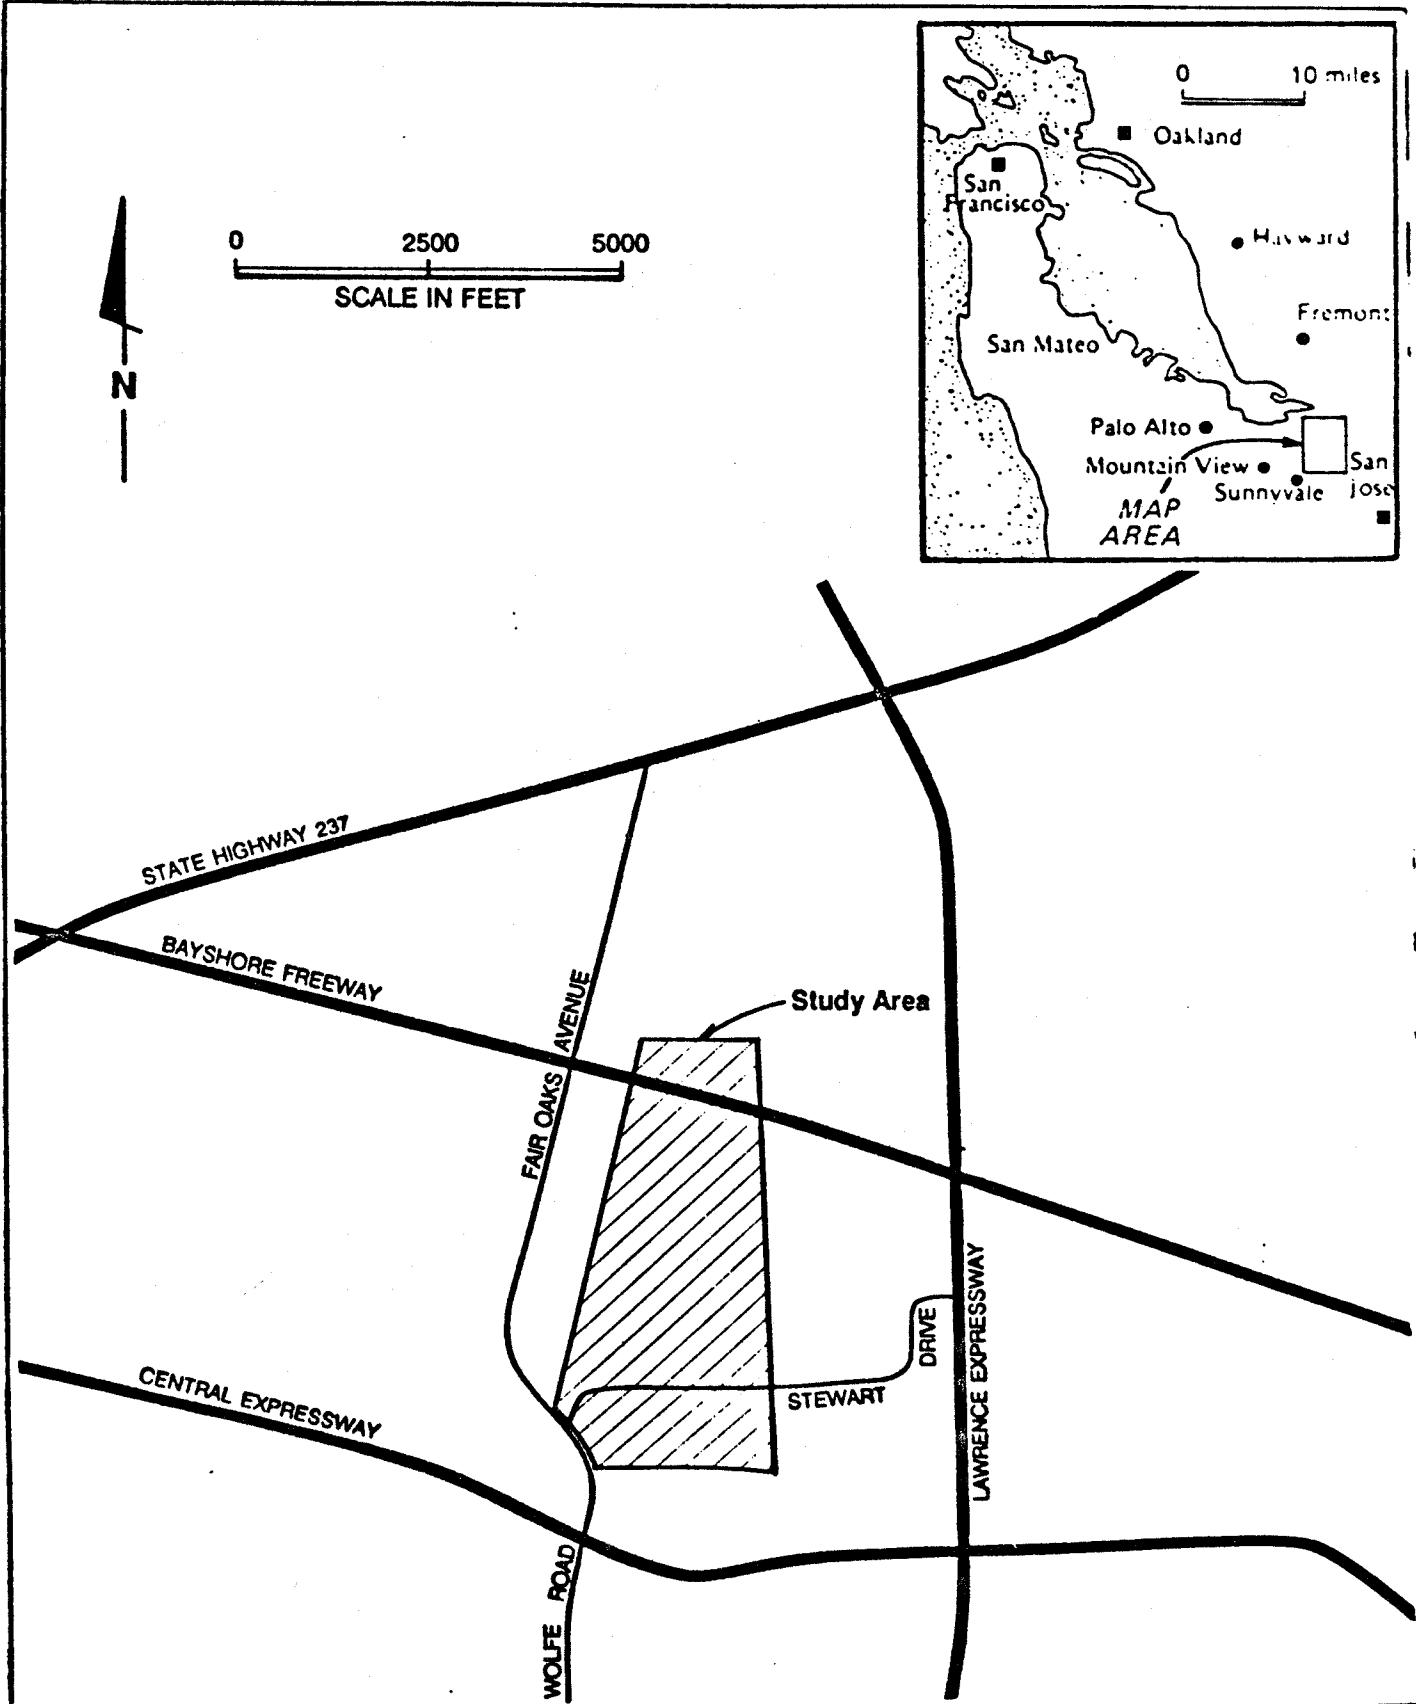 0 10 miles
Oakland
San
Francisco
Hayward
Fremont
San Mateo
Palo Alto
Mountain View
San
Jose
Sunnyvale
MAP
AREA
0 2500 5000
SCALE IN FEET
N
STATE HIGHWAY 237
BAYSHORE FREEWAY
FAIR OAKS AVENUE
Study Area
CENTRAL EXPRESSWAY
STEWART DRIVE
LAWRENCE EXPRESSWAY
WOLFE ROAD